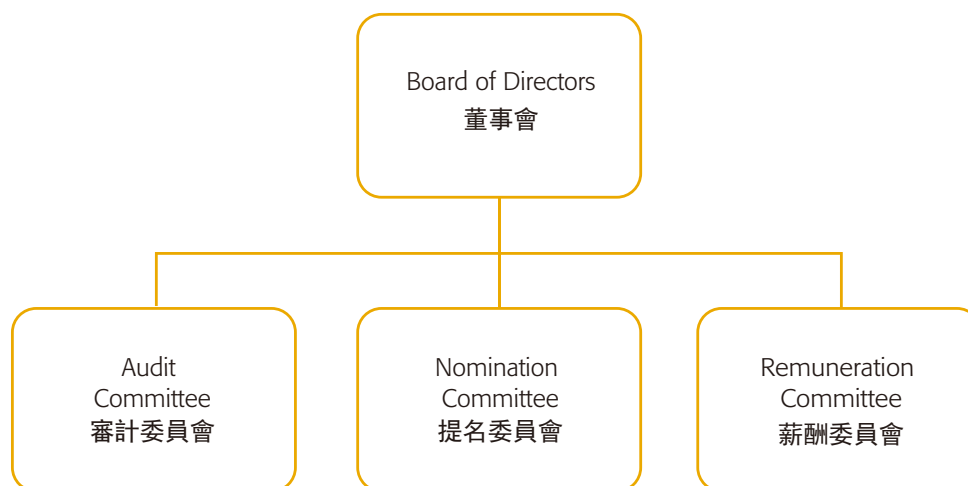 Board of Directors
董事會
Audit
Committee
審計委員會
Nomination
Committee
提名委員會
Remuneration
Committee
薪酬委員會